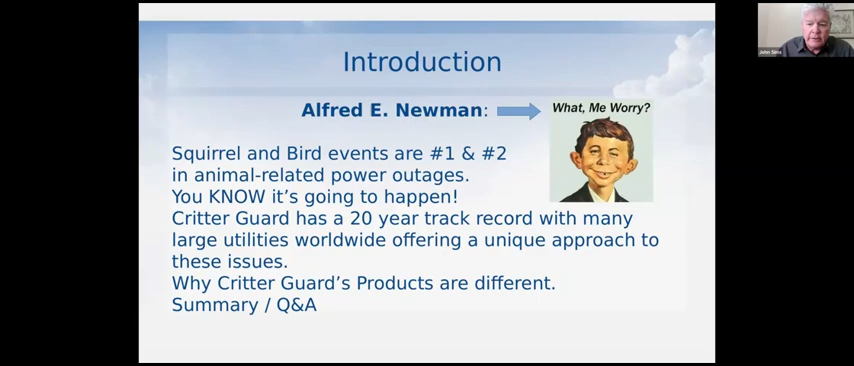 Introduction
Alfred E. Newman:
What, Me Worry?
Squirrel and Bird events are #1 & #2
in animal-related power outages.
You KNOW it's going to happen!
Critter Guard has a 20 year track record with many
large utilities worldwide offering a unique approach to
these issues.
Why Critter Guard's Products are different.
Summary / Q&A